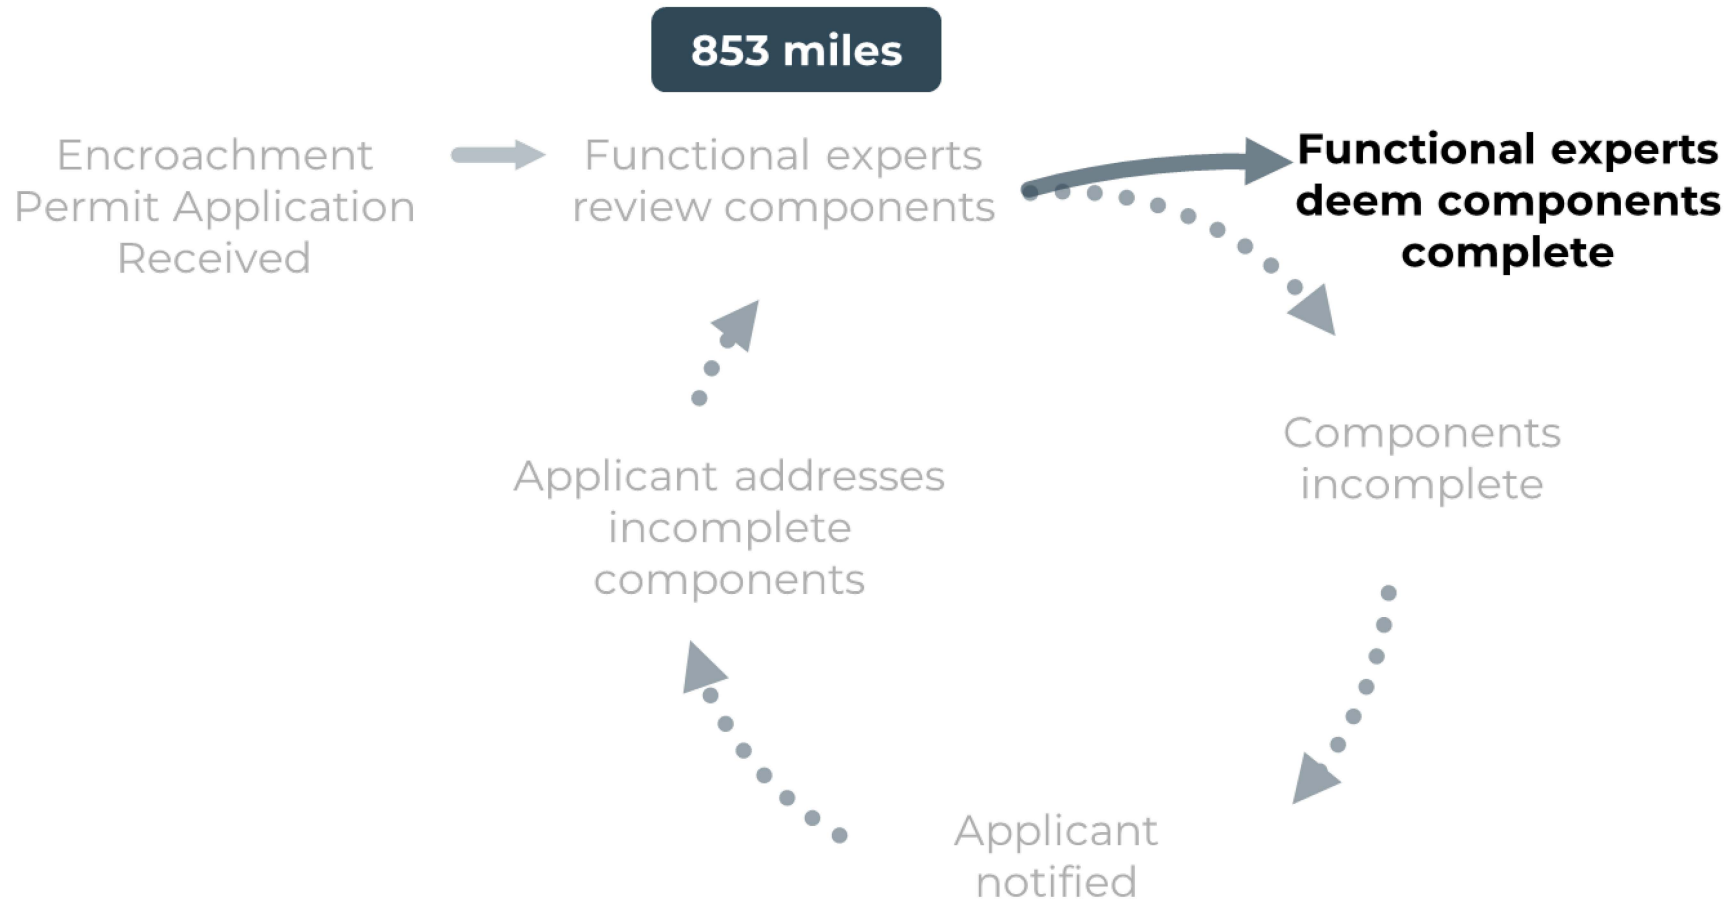 853 miles
Encroachment
Permit Application
Received
Functional experts
review components
Functional experts
deem components
complete
Components
incomplete
Applicant notified
Applicant addresses
incomplete
components